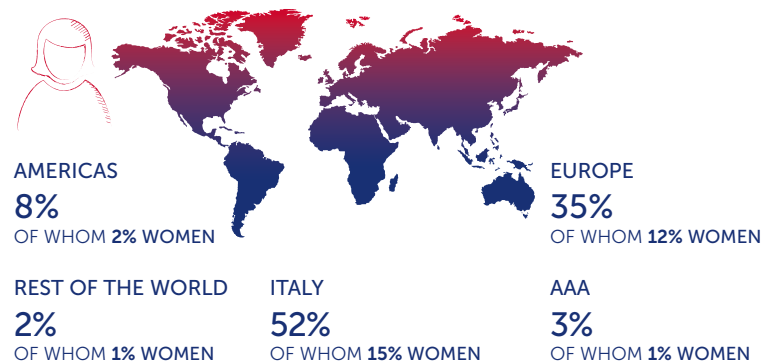 AMERICAS
8%
OF WHOM 2% WOMEN
EUROPE
35%
OF WHOM 12% WOMEN
REST OF THE WORLD
2%
OF WHOM 1% WOMEN
ITALY
52%
OF WHOM 15% WOMEN
AAA
3%
OF WHOM 1% WOMEN